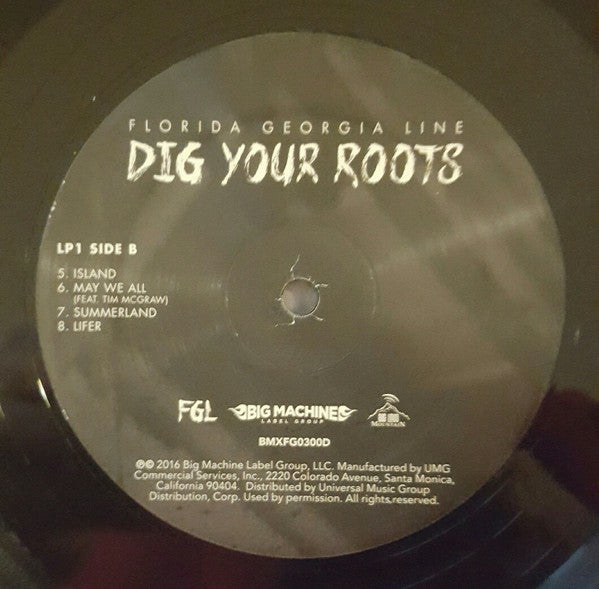 FLORIDA GEORGIA LINE
DIG YOUR ROOTS
LP1 SIDE B
5. ISLAND
6. MAY WE ALL
(FEAT. TIM MCGRAW)
7. SUMMERLAND
8. LIFER
FGL BIG MACHINE
LABEL GROUP
BIG LOUD
MOUNTAIN
BMXFG0300D
℗© 2016 Big Machine Label Group, LLC. Manufactured by UMG
Commercial Services, Inc., 2220 Colorado Avenue, Santa Monica,
California 90404. Distributed by Universal Music Group
Distribution, Corp. Used by permission. All rights.reserved.